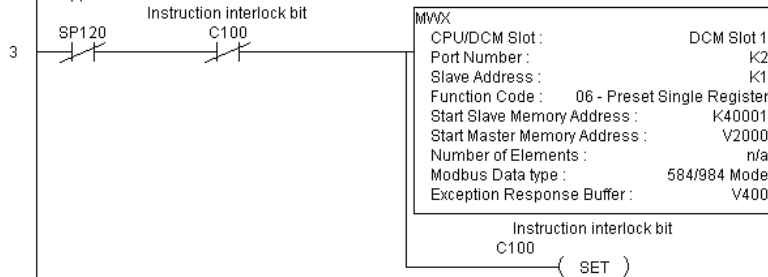 Instruction interlock bit
SP120 C100
3
MWX
CPU/DCM Slot : DCM Slot 1
Port Number : K2
Slave Address : K1
Function Code : 06 - Preset Single Register
Start Slave Memory Address : K40001
Start Master Memory Address : V2000
Number of Elements : n/a
Modbus Data type : 584/984 Mode
Exception Response Buffer : V400
Instruction interlock bit
C100
( SET )